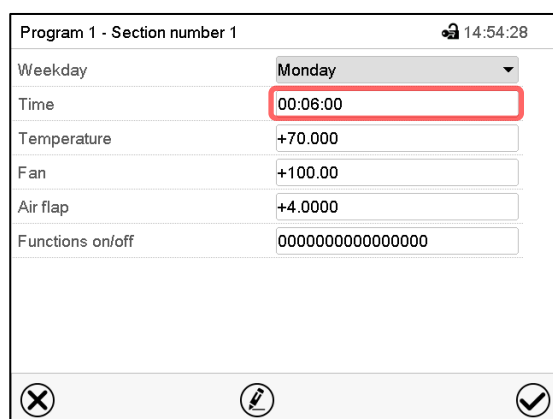 Program 1 - Section number 1 14:54:28
Weekday Monday
Time 00:06:00
Temperature +70.000
Fan +100.00
Air flap +4.0000
Functions on/off 0000000000000000